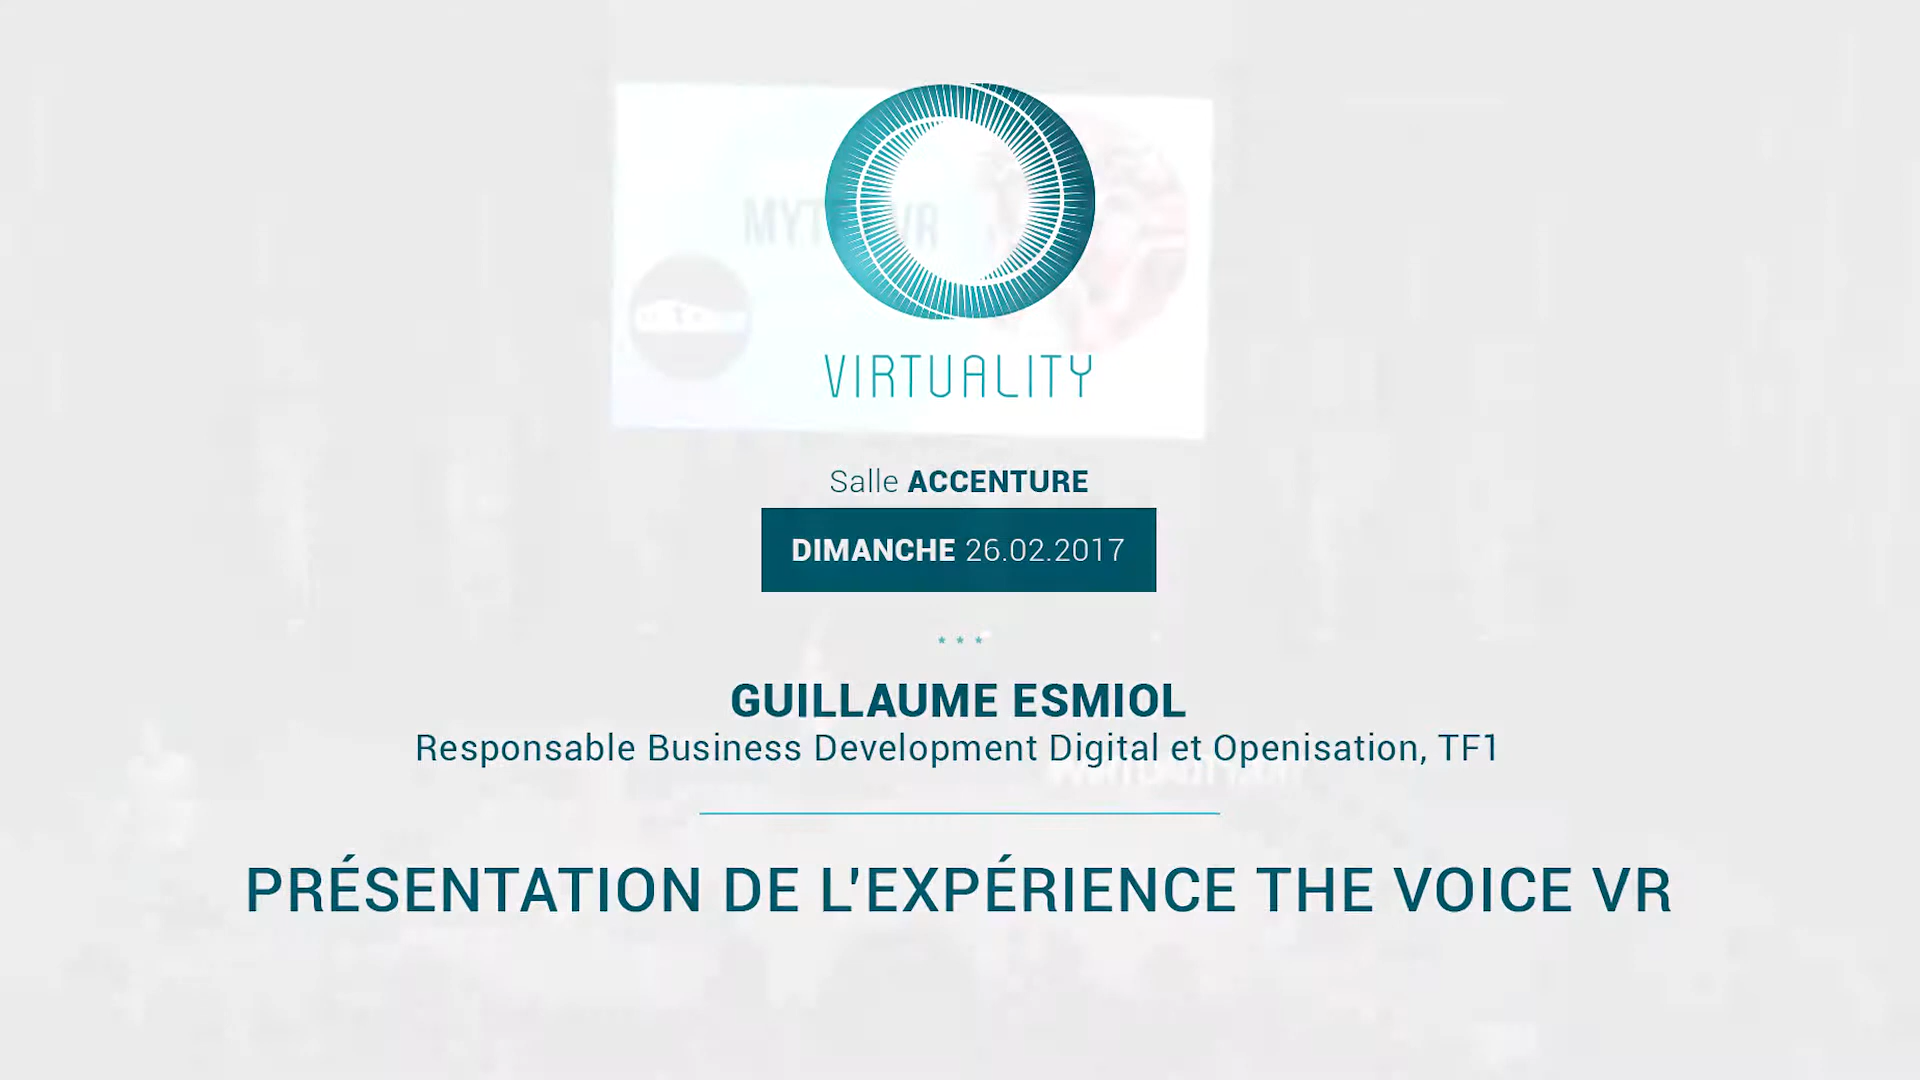 VIRTUALITY
Salle ACCENTURE
DIMANCHE 26.02.2017
GUILLAUME ESMIOL
Responsable Business Development Digital et Openisation, TF1
PRÉSENTATION DE L'EXPÉRIENCE THE VOICE VR